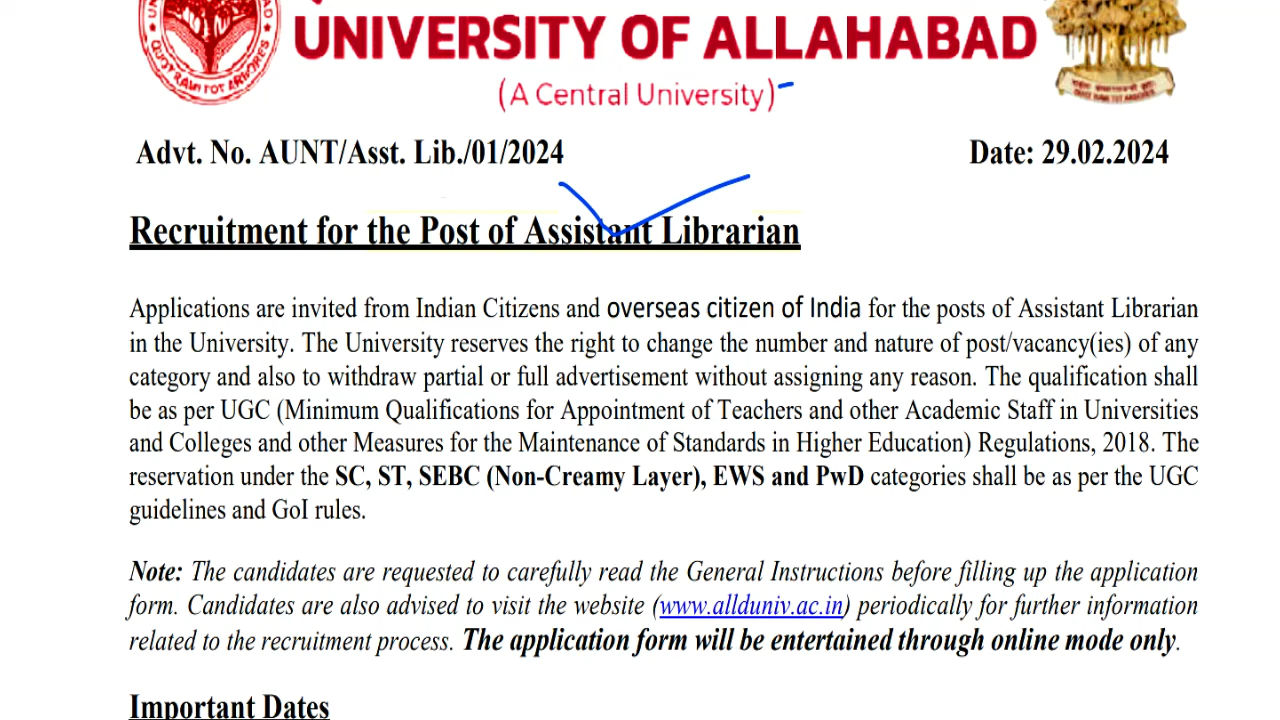 UNIVERSITY OF ALLAHABAD
(A Central University)
QUOT RAMI TOT ARBORES
Advt. No. AUNT/Asst. Lib./01/2024
Date: 29.02.2024
Recruitment for the Post of Assistant Librarian
Applications are invited from Indian Citizens and overseas citizen of India for the posts of Assistant Librarian
in the University. The University reserves the right to change the number and nature of post/vacancy(ies) of any
category and also to withdraw partial or full advertisement without assigning any reason. The qualification shall
be as per UGC (Minimum Qualifications for Appointment of Teachers and other Academic Staff in Universities
and Colleges and other Measures for the Maintenance of Standards in Higher Education) Regulations, 2018. The
reservation under the SC, ST, SEBC (Non-Creamy Layer), EWS and PwD categories shall be as per the UGC
guidelines and GoI rules.
Note: The candidates are requested to carefully read the General Instructions before filling up the application
form. Candidates are also advised to visit the website (www.allduniv.ac.in) periodically for further information
related to the recruitment process. The application form will be entertained through online mode only.
Important Dates